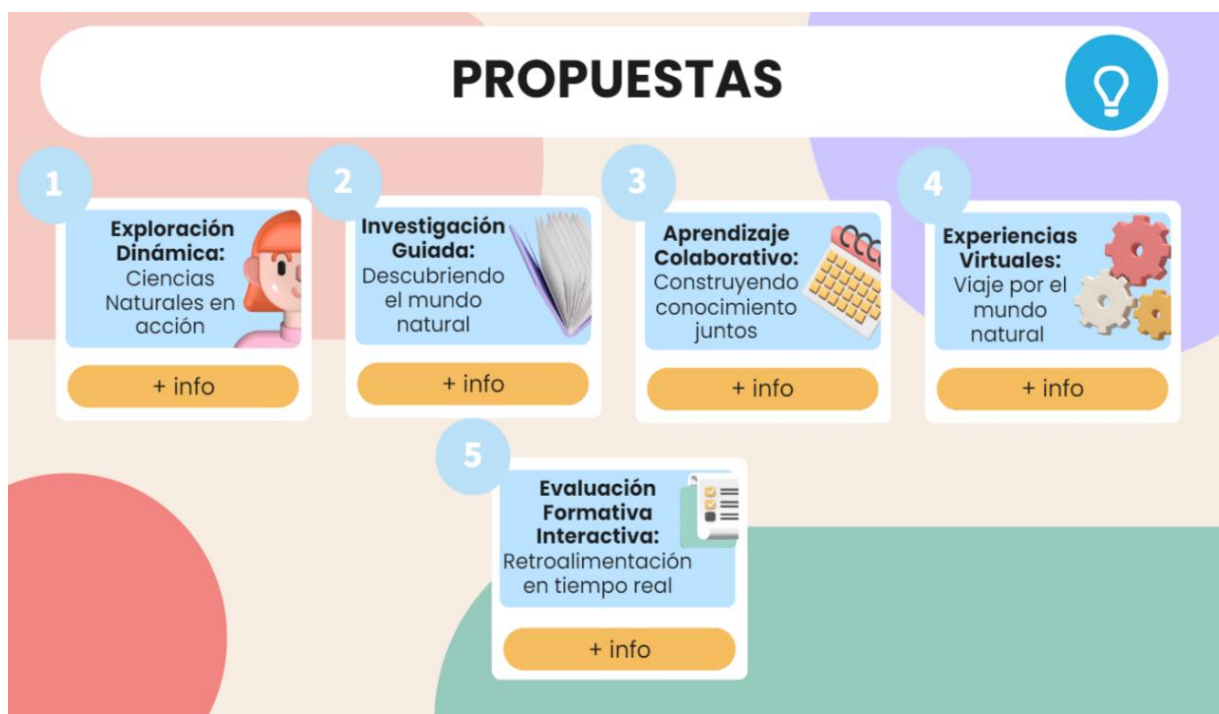 PROPUESTAS
1
Exploración
Dinámica:
Ciencias
Naturales en
acción
+ info
2
Investigación
Guiada:
Descubriendo
el mundo
natural
+ info
3
Aprendizaje
Colaborativo:
Construyendo
conocimiento
juntos
+ info
4
Experiencias
Virtuales:
Viaje por el
mundo
natural
+ info
5
Evaluación
Formativa
Interactiva:
Retroalimentación
en tiempo real
+ info